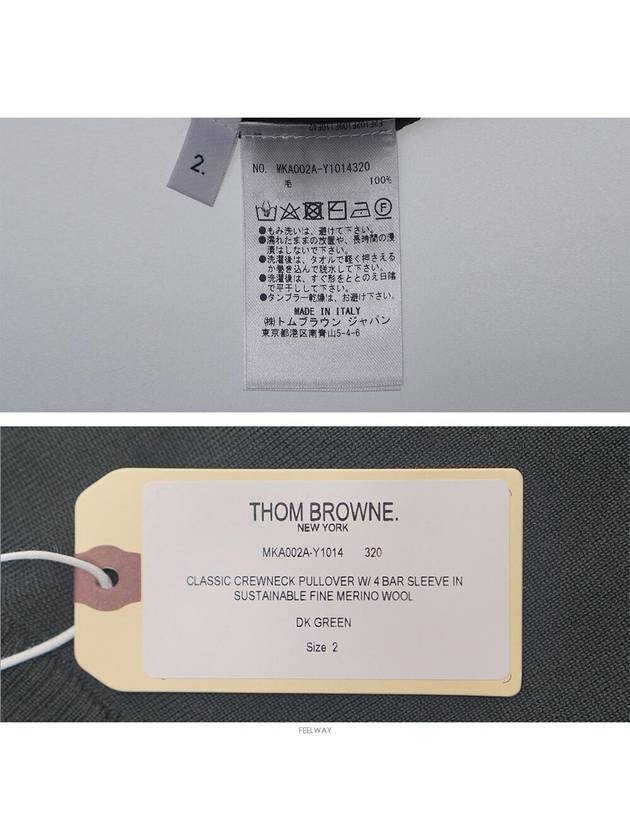 2.
NO. MKA002A-Y1014320
毛 100%
●もみ洗いは、避けて下さい。
●濡れたままの放置や、長時間の浸
漬はしないで下さい。
●洗濯後は、タオルで軽く押さえる
か巻き込んで脱水して下さい。
●洗濯後は、すぐ形をととのえ日陰
で平干しして下さい。
●タンブラー乾燥は、お避け下さい。
MADE IN ITALY
㈱トムブラウン ジャパン
東京都港区南青山5-4-6
THOM BROWNE.
NEW YORK
MKA002A-Y1014 320
CLASSIC CREWNECK PULLOVER W/ 4 BAR SLEEVE IN
SUSTAINABLE FINE MERINO WOOL
DK GREEN
Size 2
FEELWAY